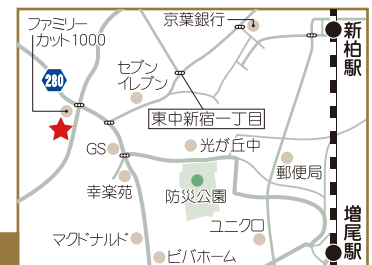 ファミリー
カット1000
京葉銀行
新柏駅
280
セブン
イレブン
東中新宿一丁目
GS
光が丘中
郵便局
幸楽苑
防災公園
ユニクロ
増尾駅
マクドナルド
ビバホーム